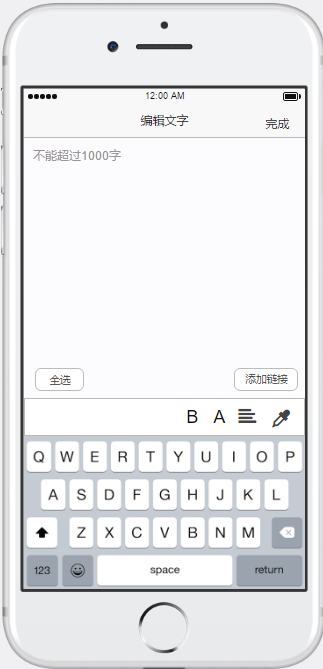 12:00 AM
编辑文字
完成
不能超过1000字
全选
添加链接
B A
Q W E R T Y U I O P
A S D F G H J K L
Z X C V B N M
123 space return